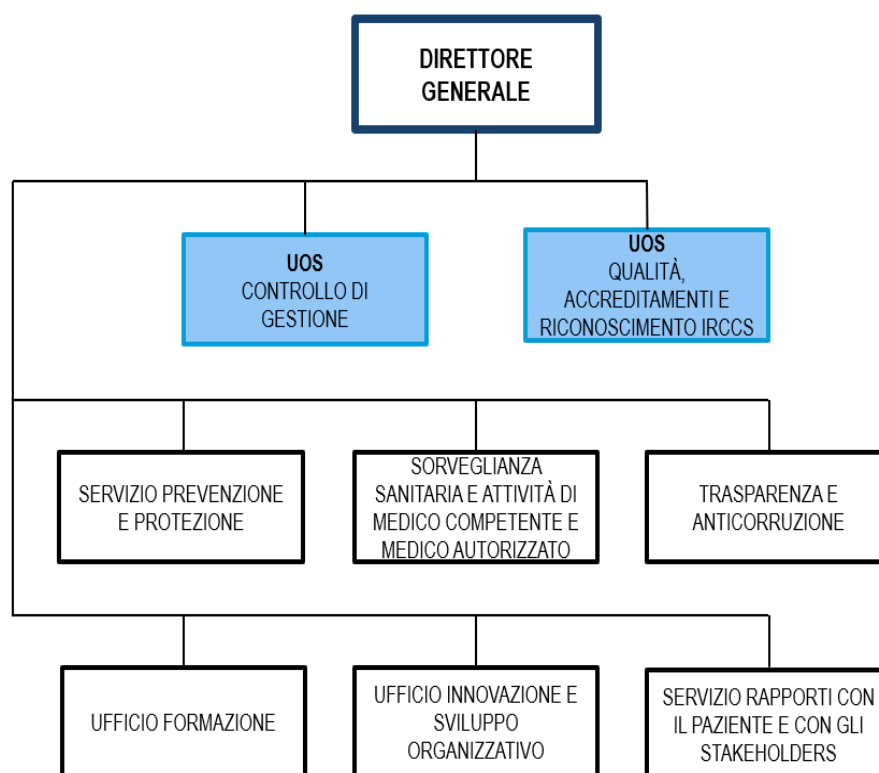 DIRETTORE
GENERALE
UOS
CONTROLLO DI
GESTIONE
UOS
QUALITÀ,
ACCREDITAMENTI E
RICONOSCIMENTO IRCCS
SERVIZIO PREVENZIONE
E PROTEZIONE
SORVEGLIANZA
SANITARIA E ATTIVITÀ DI
MEDICO COMPETENTE E
MEDICO AUTORIZZATO
TRASPARENZA E
ANTICORRUZIONE
UFFICIO FORMAZIONE
UFFICIO INNOVAZIONE E
SVILUPPO
ORGANIZZATIVO
SERVIZIO RAPPORTI CON
IL PAZIENTE E CON GLI
STAKEHOLDERS